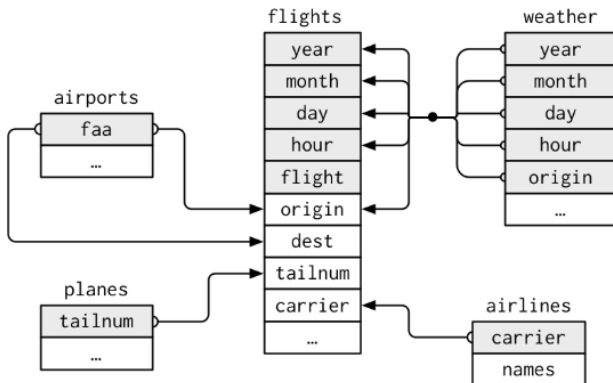 flights
year
month
day
hour
flight
origin
dest
tailnum
carrier
…
weather
year
month
day
hour
origin
…
airports
faa
…
planes
tailnum
…
airlines
carrier
names